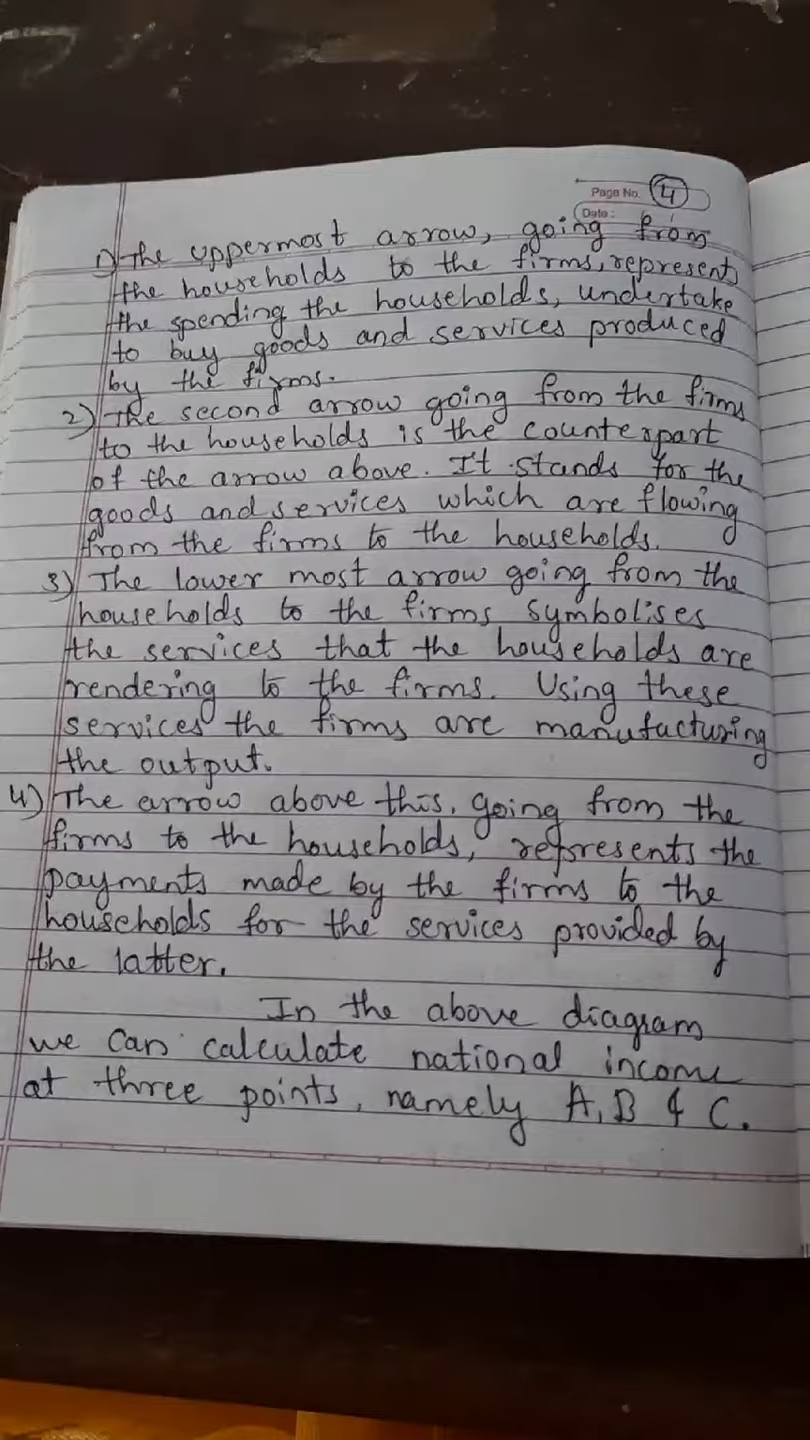 Page No. 4
Date:
1) The uppermost arrow, going from
the households to the firms, represents
the spending the households, undertake
to buy goods and services produced
by the firms.
2) The second arrow going from the firms
to the households is the counterpart
of the arrow above. It stands for the
goods and services which are flowing
from the firms to the households.
3) The lower most arrow going from the
households to the firms symbolises
the services that the households are
rendering to the firms. Using these
services the firms are manufacturing
the output.
4) The arrow above this, going from the
firms to the households, represents the
payments made by the firms to the
households for the services provided by
the latter.
In the above diagram
we can calculate national income
at three points, namely A, B & C.